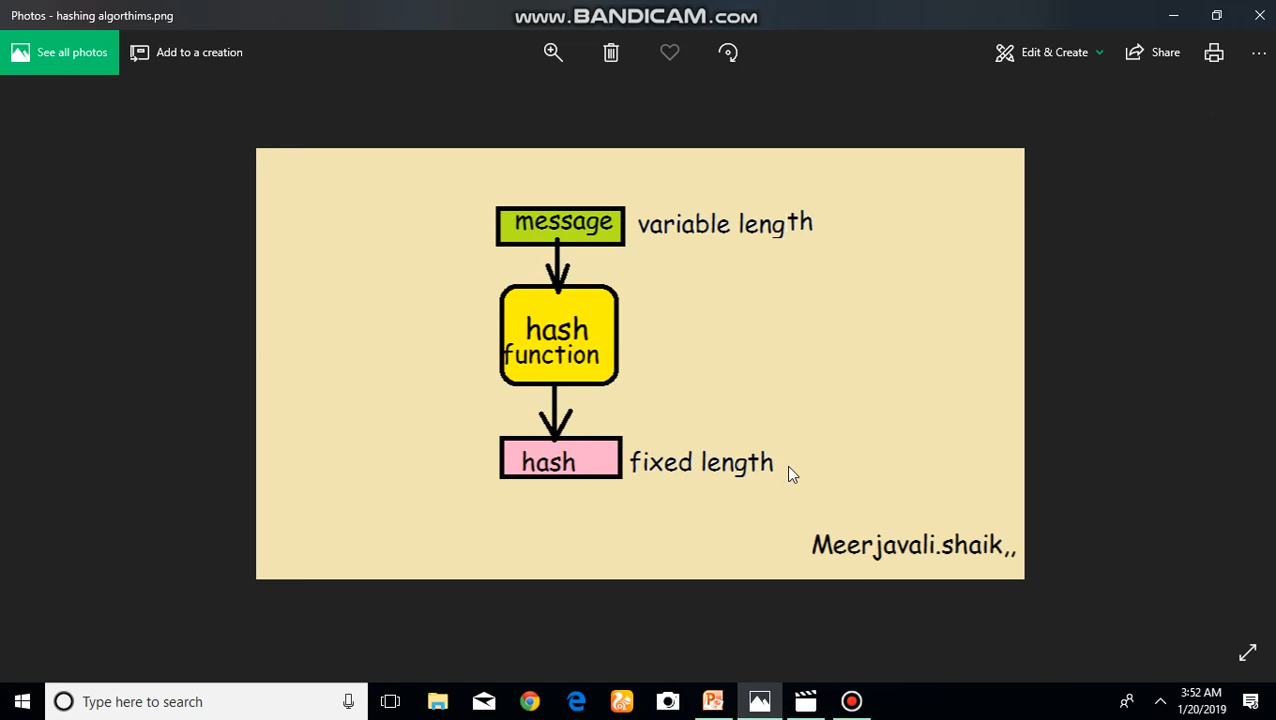 Photos - hashing algorthims.png
www.BANDICAM.com
See all photos
Add to a creation
Edit & Create
Share
message variable length
hash
function
hash fixed length
Meerjavali.shaik,,
Type here to search
3:52 AM
1/20/2019